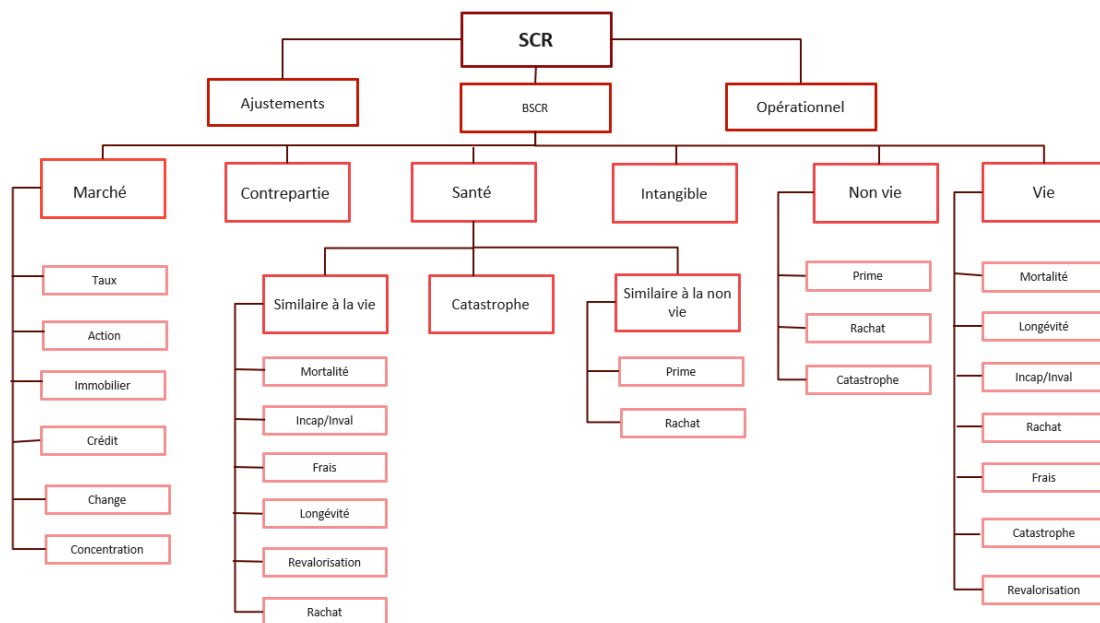 SCR
Ajustements
BSCR
Opérationnel
Marché
Contrepartie
Santé
Intangible
Non vie
Vie
Taux
Action
Immobilier
Crédit
Change
Concentration
Similaire à la vie
Mortalité
Incap/Inval
Frais
Longévité
Revalorisation
Rachat
Catastrophe
Similaire à la non
vie
Prime
Rachat
Prime
Rachat
Catastrophe
Mortalité
Longévité
Incap/Inval
Rachat
Frais
Catastrophe
Revalorisation